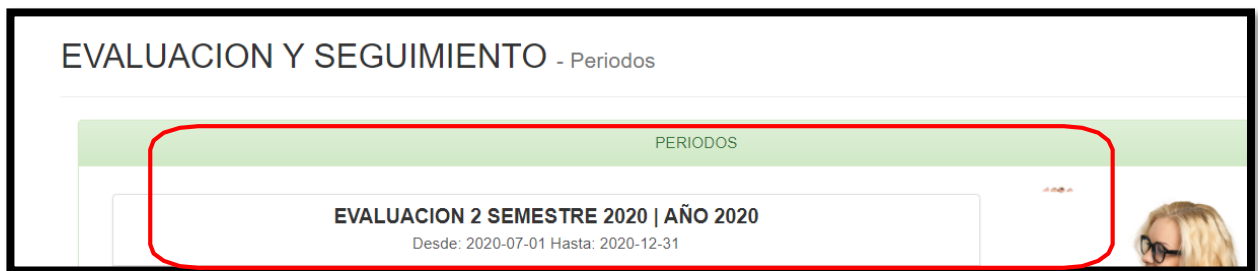 EVALUACION Y SEGUIMIENTO - Periodos
PERIODOS
EVALUACION 2 SEMESTRE 2020 | AÑO 2020
Desde: 2020-07-01 Hasta: 2020-12-31